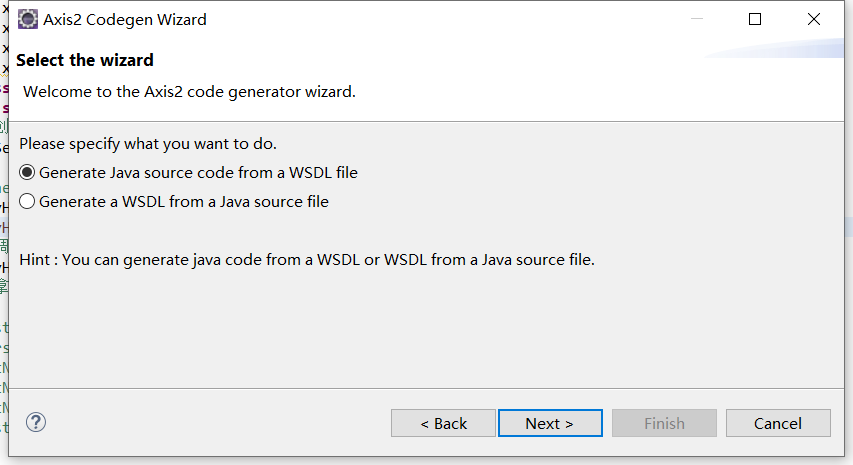 Axis2 Codegen Wizard
Select the wizard
Welcome to the Axis2 code generator wizard.
Please specify what you want to do.
Generate Java source code from a WSDL file
Generate a WSDL from a Java source file
Hint : You can generate java code from a WSDL or WSDL from a Java source file.
? < Back Next > Finish Cancel